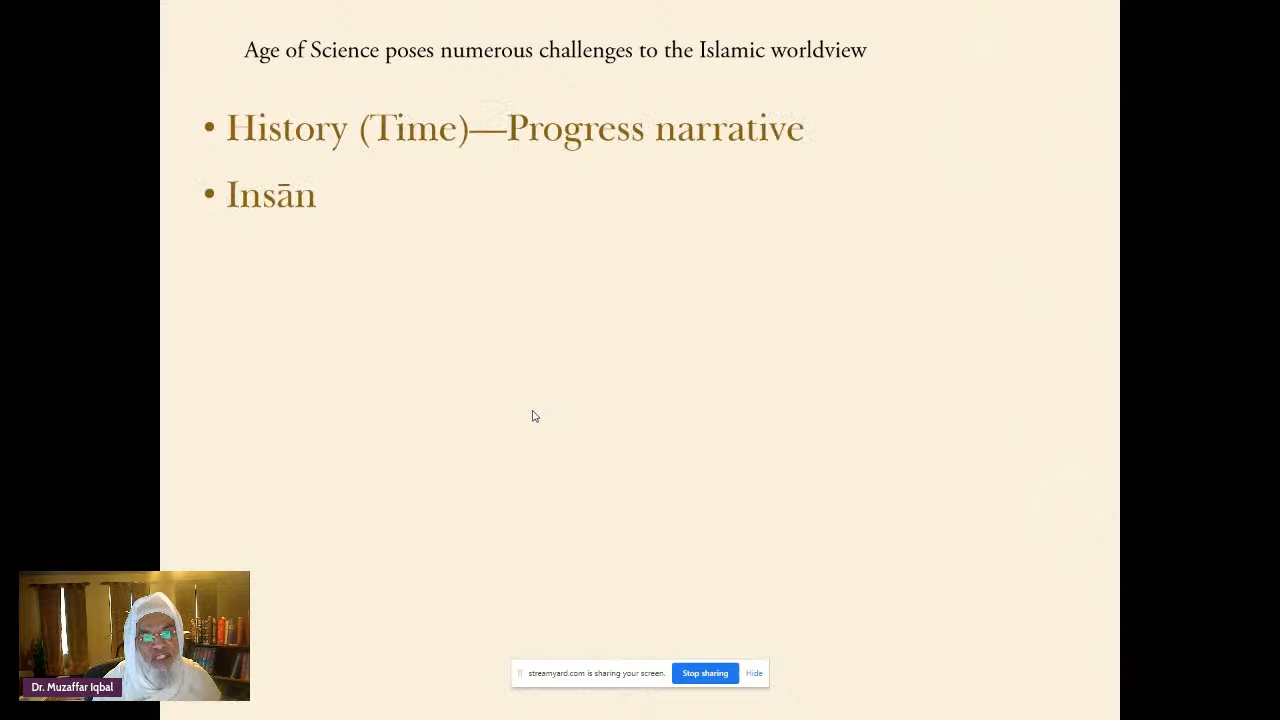 Age of Science poses numerous challenges to the Islamic worldview
• History (Time)—Progress narrative
• Insān
Dr. Muzaffar Iqbal
streamyard.com is sharing your screen.
Stop sharing
Hide